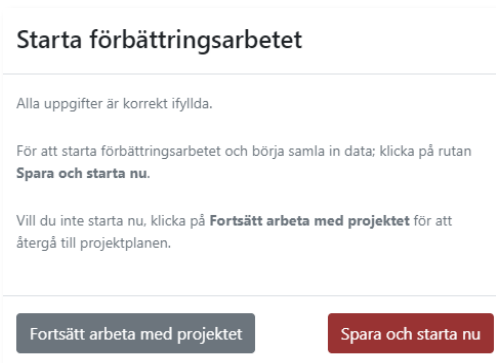 Starta förbättringsarbetet
Alla uppgifter är korrekt ifyllda.
För att starta förbättringsarbetet och börja samla in data; klicka på rutan
Spara och starta nu.
Vill du inte starta nu, klicka på Fortsätt arbeta med projektet för att
återgå till projektplanen.
Fortsätt arbeta med projektet
Spara och starta nu